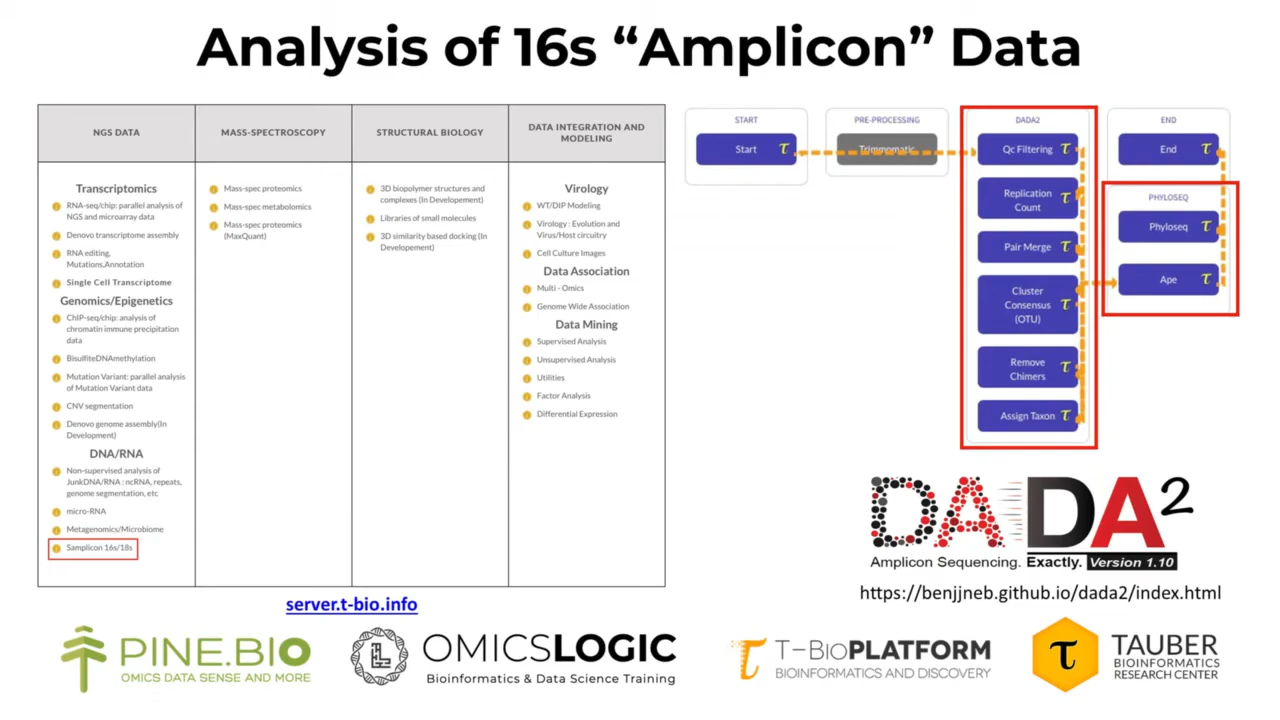 Analysis of 16s “Amplicon” Data
NGS DATA
Transcriptomics
RNA-seq/chip: parallel analysis of
NGS and microarray data
Denovo transcriptome assembly
RNA editing,
Mutations,Annotation
Single Cell Transcriptome
Genomics/Epigenetics
ChIP-seq/chip: analysis of
chromatin immune precipitation
data
BisulfiteDNAmethylation
Mutation Variant: parallel analysis
of Mutation Variant data
CNV segmentation
Denovo genome assembly(In
Development)
DNA/RNA
Non-supervised analysis of
JunkDNA/RNA : ncRNA, repeats,
genome segmentation, etc
micro-RNA
Metagenomics/Microbiome
Samplicon 16s/18s
MASS-SPECTROSCOPY
Mass-spec proteomics
Mass-spec metabolomics
Mass-spec proteomics
(MaxQuant)
STRUCTURAL BIOLOGY
3D biopolymer structures and
complexes (In Developement)
Libraries of small molecules
3D similarity based docking (In
Developement)
DATA INTEGRATION AND
MODELING
Virology
WT/DIP Modeling
Virology : Evolution and
Virus/Host circuitry
Cell Culture Images
Data Association
Multi - Omics
Genome Wide Association
Data Mining
Supervised Analysis
Unsupervised Analysis
Utilities
Factor Analysis
Differential Expression
server.t-bio.info
START
Start τ
PRE-PROCESSING
Trimmomatic
DADA2
Qc Filtering τ
Replication
Count τ
Pair Merge τ
Cluster
Consensus τ
(OTU)
Remove
Chimers τ
Assign Taxon τ
END
End τ
PHYLOSEQ
Phyloseq τ
Ape τ
DADA2
Amplicon Sequencing. Exactly. Version 1.10
https://benjjneb.github.io/dada2/index.html
PINE.BIO
OMICS DATA SENSE AND MORE
OMICSLOGIC
Bioinformatics & Data Science Training
T-BioPLATFORM
BIOINFORMATICS AND DISCOVERY
τ
TAUBER
BIOINFORMATICS
RESEARCH CENTER